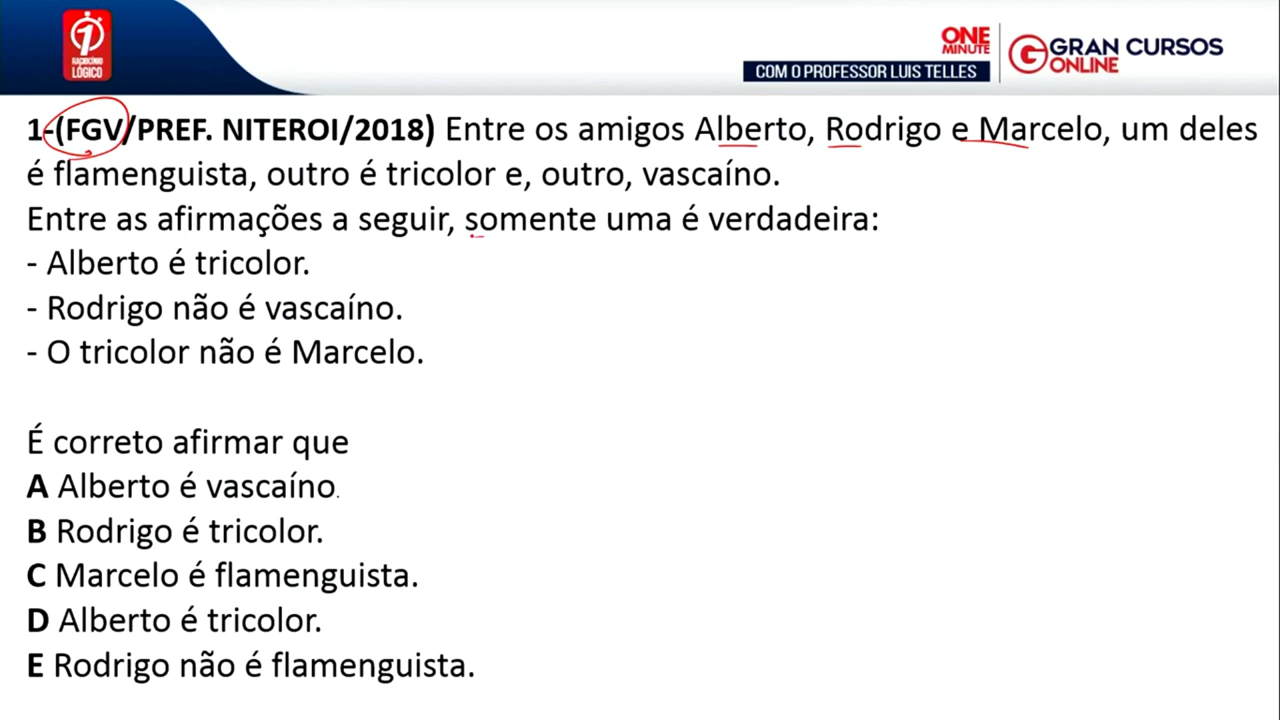 RACIOCÍNIO
LÓGICO
ONE
MINUTE
COM O PROFESSOR LUIS TELLES
GRAN CURSOS
ONLINE
1-(FGV/PREF. NITEROI/2018) Entre os amigos Alberto, Rodrigo e Marcelo, um deles
é flamenguista, outro é tricolor e, outro, vascaíno.
Entre as afirmações a seguir, somente uma é verdadeira:
- Alberto é tricolor.
- Rodrigo não é vascaíno.
- O tricolor não é Marcelo.
É correto afirmar que
A Alberto é vascaíno.
B Rodrigo é tricolor.
C Marcelo é flamenguista.
D Alberto é tricolor.
E Rodrigo não é flamenguista.